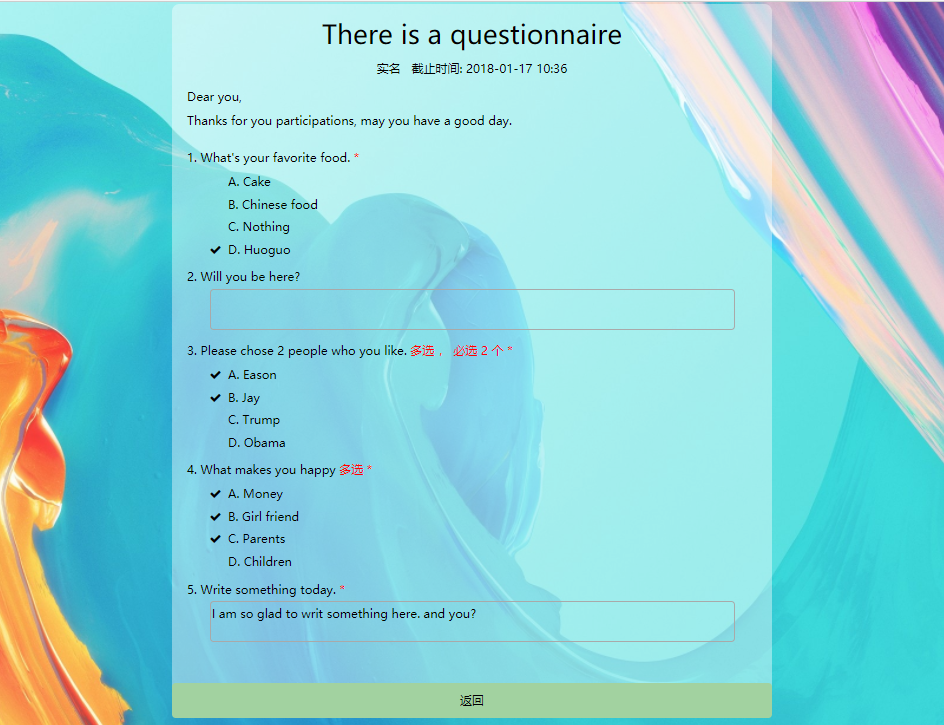 There is a questionnaire
实名 截止时间: 2018-01-17 10:36
Dear you,
Thanks for you participations, may you have a good day.
1. What's your favorite food. *
A. Cake
B. Chinese food
C. Nothing
✔ D. Huoguo
2. Will you be here?
3. Please chose 2 people who you like. 多选， 必选 2 个 *
✔ A. Eason
✔ B. Jay
C. Trump
D. Obama
4. What makes you happy 多选 *
✔ A. Money
✔ B. Girl friend
✔ C. Parents
D. Children
5. Write something today. *
I am so glad to writ something here. and you?
返回